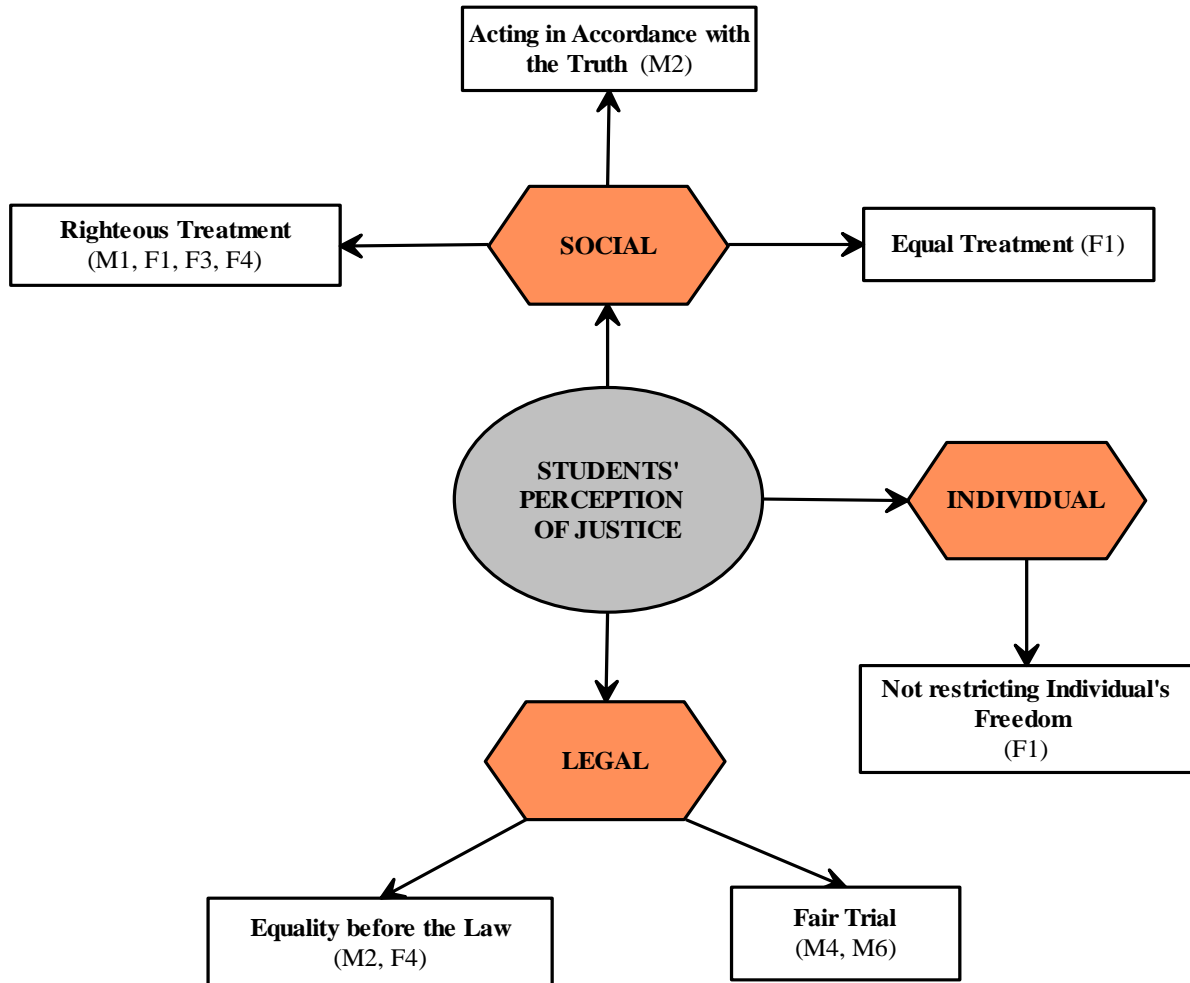 Acting in Accordance with
the Truth (M2)
Righteous Treatment
(M1, F1, F3, F4)
SOCIAL
Equal Treatment (F1)
STUDENTS'
PERCEPTION
OF JUSTICE
INDIVIDUAL
Not restricting Individual's
Freedom
(F1)
LEGAL
Equality before the Law
(M2, F4)
Fair Trial
(M4, M6)